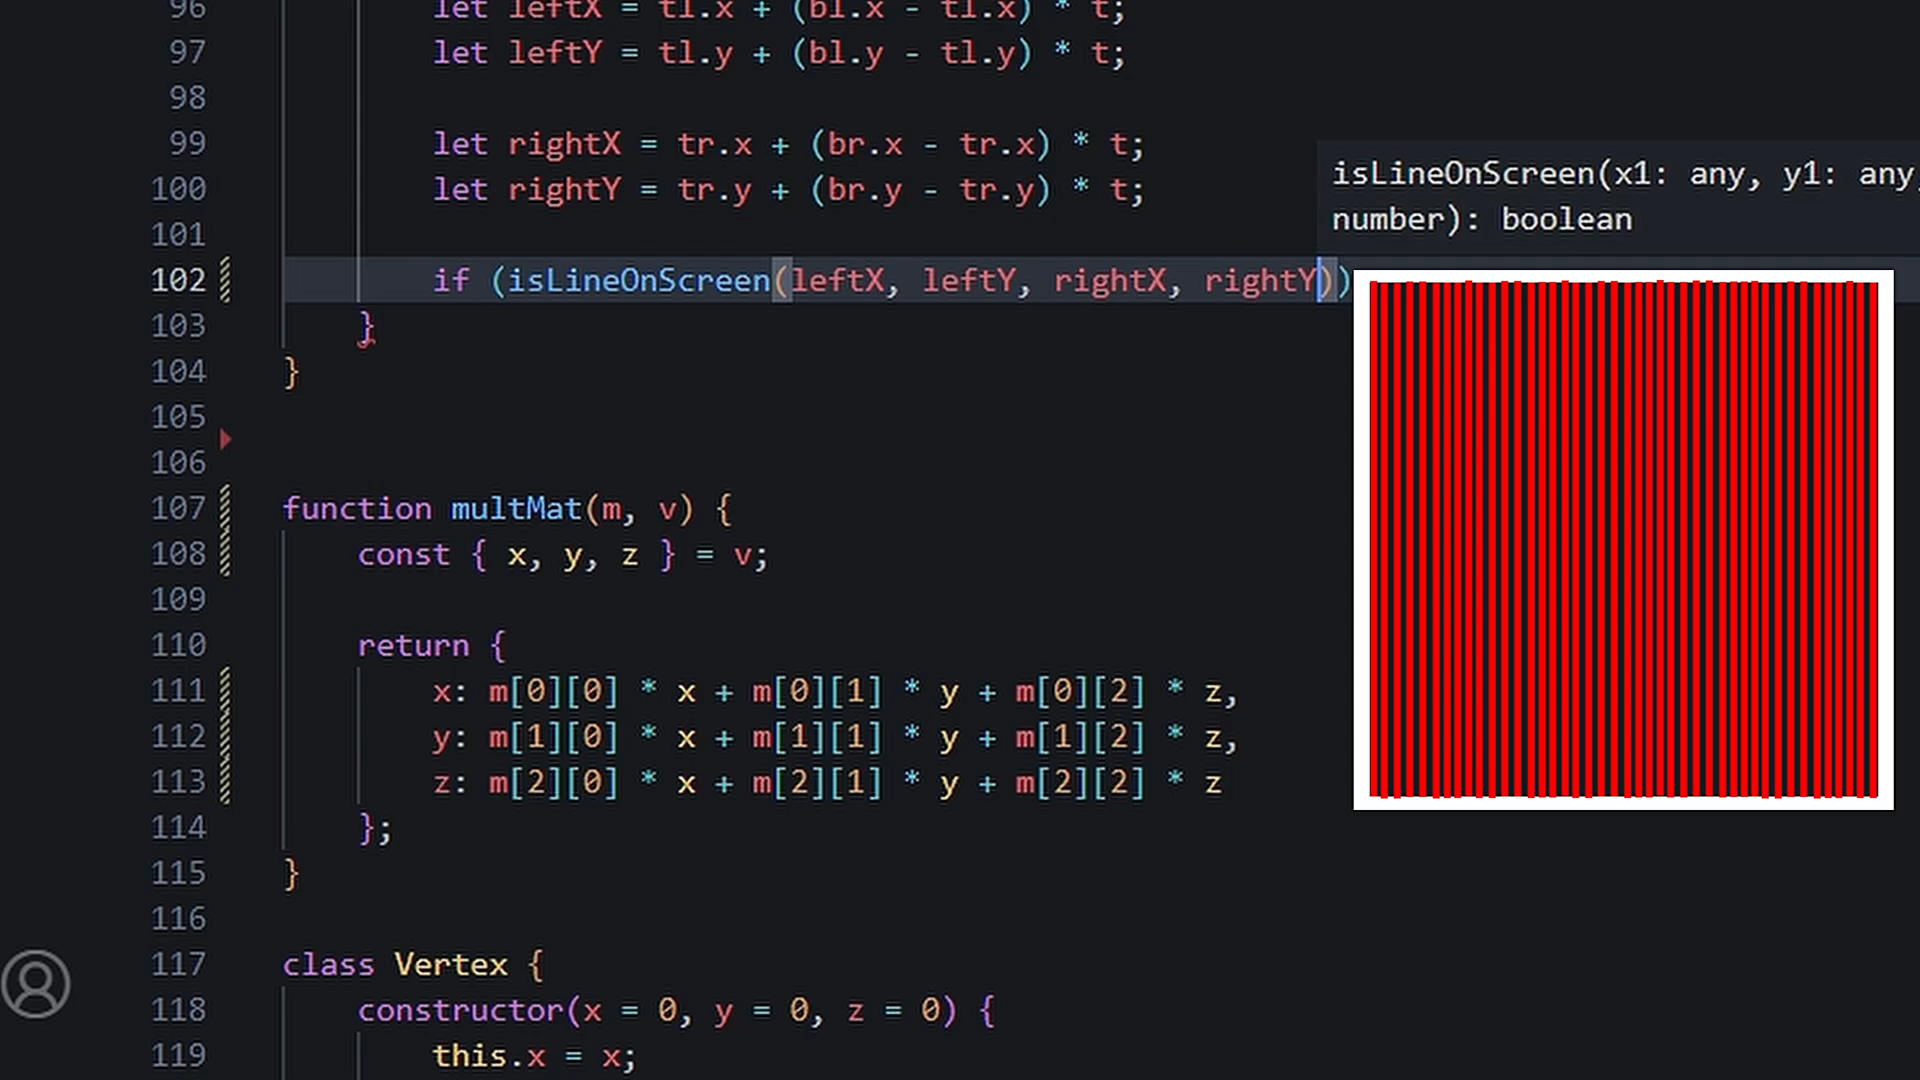 96 let leftX = tl.x + (bl.x - tl.x) * t;
97 let leftY = tl.y + (bl.y - tl.y) * t;
98
99 let rightX = tr.x + (br.x - tr.x) * t;
100 let rightY = tr.y + (br.y - tr.y) * t;
isLineOnScreen(x1: any, y1: any,
number): boolean
101
102 if (isLineOnScreen(leftX, leftY, rightX, rightY))
103 }
104 }
105
106
107 function multMat(m, v) {
108 const { x, y, z } = v;
109
110 return {
111 x: m[0][0] * x + m[0][1] * y + m[0][2] * z,
112 y: m[1][0] * x + m[1][1] * y + m[1][2] * z,
113 z: m[2][0] * x + m[2][1] * y + m[2][2] * z
114 };
115 }
116
117 class Vertex {
118 constructor(x = 0, y = 0, z = 0) {
119 this.x = x;